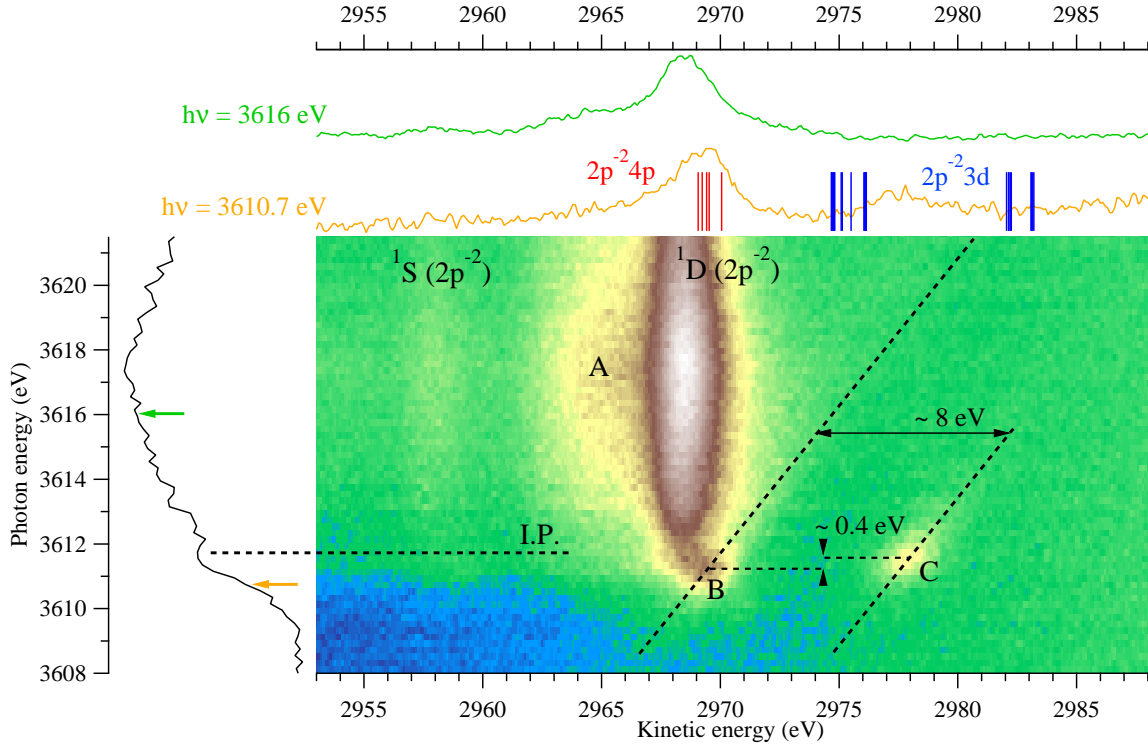 2955 2960 2965 2970 2975 2980 2985
hν = 3616 eV
2p⁻²4p
2p⁻²3d
hν = 3610.7 eV
¹S (2p⁻²)
¹D (2p⁻²)
3620
3618
A
3616
~ 8 eV
3614
~ 0.4 eV
I.P.
3612
C
B
3610
3608
Photon energy (eV)
2955 2960 2965 2970 2975 2980 2985
Kinetic energy (eV)